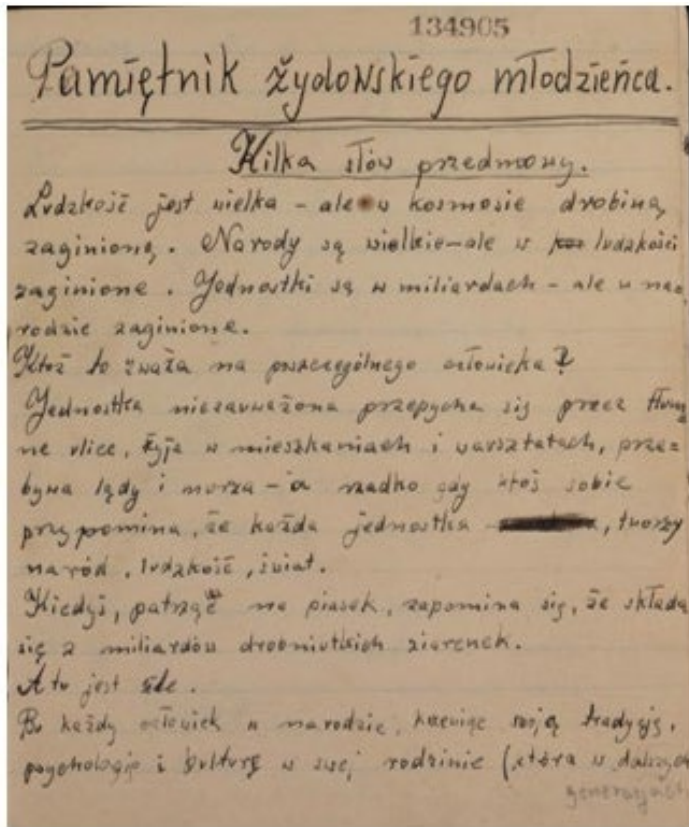 134905
Pamiętnik żydowskiego młodzieńca.
Kilka słów przedmowy.
Ludzkość jest wielka - ale w kosmosie drobiną
zaginioną. Narody są wielkie - ale w ludzkości
zaginione. Jednostki są w miliardach - ale w na=
rodzie zaginione.
Któż to zważa na poszczególnego człowieka?
Jednostka niezauważona przepycha się przez tłum
ne ulice, żyje w mieszkaniach i warsztatach, prze=
bywa lądy i morza - a rzadko gdy ktoś sobie
przypomina, że każda jednostka, tworzy
naród, ludzkość, świat.
Kiedyś, patrząc na piasek, zapomina się, że składa
się z miliardów drobniutkich ziarenek.
A to jest źle.
Bo każdy człowiek w narodzie, krzewiąc swoją tradycję,
psychologię i kulturę w swej rodzinie (która w dalszych
generacjach